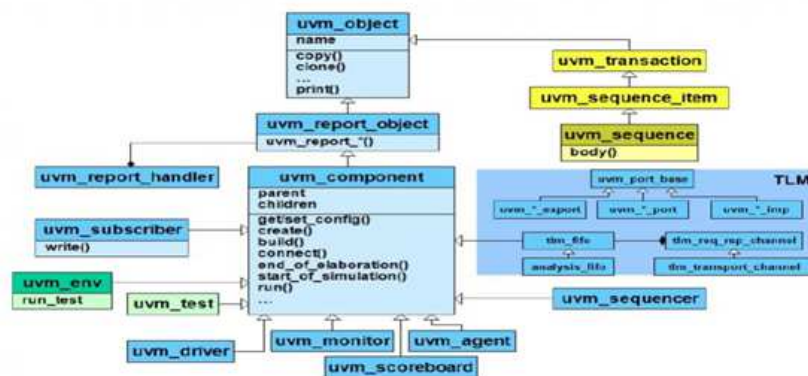 uvm_object
name
copy()
clone()
...
print()
uvm_transaction
uvm_sequence_item
uvm_sequence
body()
uvm_report_object
uvm_report_*()
uvm_report_handler
uvm_component
parent
children
get/set_config()
create()
build()
connect()
end_of_elaboration()
start_of_simulation()
run()
...
TLM
uvm_port_base
uvm_*_export
uvm_*_port
uvm_*_imp
tlm_fifo
tlm_req_rsp_channel
analysis_fifo
tlm_transport_channel
uvm_subscriber
write()
uvm_env
run_test
uvm_test
uvm_sequencer
uvm_driver
uvm_monitor
uvm_agent
uvm_scoreboard